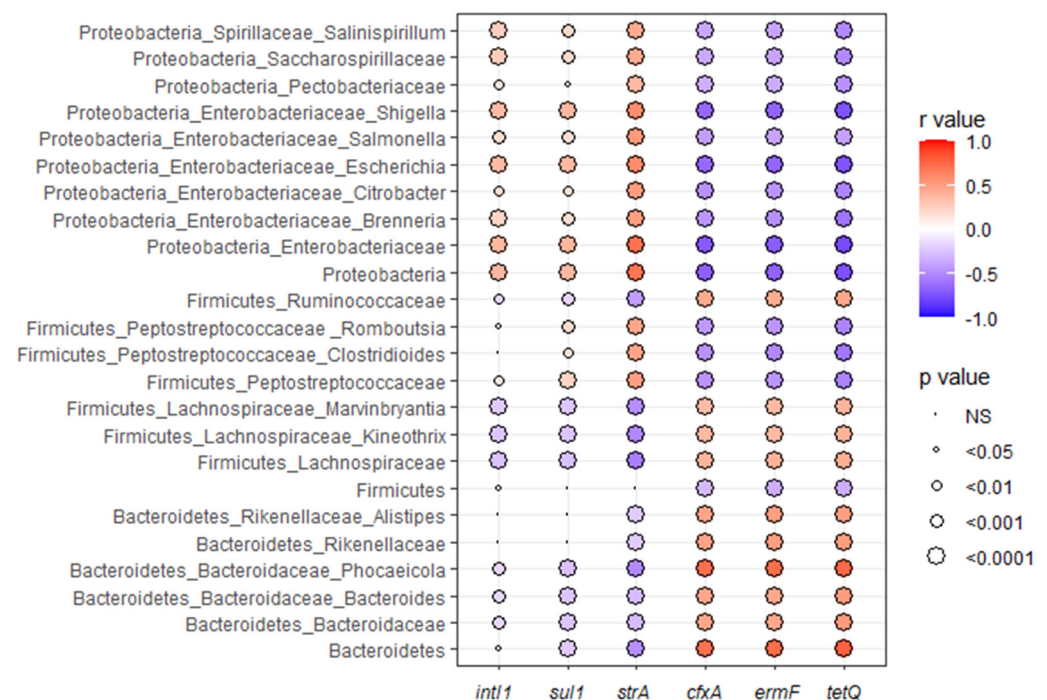 Proteobacteria_Spirillaceae_Salinispirillum
Proteobacteria_Saccharospirillaceae
Proteobacteria_Pectobacteriaceae
Proteobacteria_Enterobacteriaceae_Shigella
Proteobacteria_Enterobacteriaceae_Salmonella
Proteobacteria_Enterobacteriaceae_Escherichia
Proteobacteria_Enterobacteriaceae_Citrobacter
Proteobacteria_Enterobacteriaceae_Brenneria
Proteobacteria_Enterobacteriaceae
Proteobacteria
Firmicutes_Ruminococcaceae
Firmicutes_Peptostreptococcaceae _Romboutsia
Firmicutes_Peptostreptococcaceae_Clostridioides
Firmicutes_Peptostreptococcaceae
Firmicutes_Lachnospiraceae_Marvinbryantia
Firmicutes_Lachnospiraceae_Kineothrix
Firmicutes_Lachnospiraceae
Firmicutes
Bacteroidetes_Rikenellaceae_Alistipes
Bacteroidetes_Rikenellaceae
Bacteroidetes_Bacteroidaceae_Phocaeicola
Bacteroidetes_Bacteroidaceae_Bacteroides
Bacteroidetes_Bacteroidaceae
Bacteroidetes
intI1 sul1 strA cfxA ermF tetQ
r value
1.0
0.5
0.0
-0.5
-1.0
p value
NS
<0.05
<0.01
<0.001
<0.0001